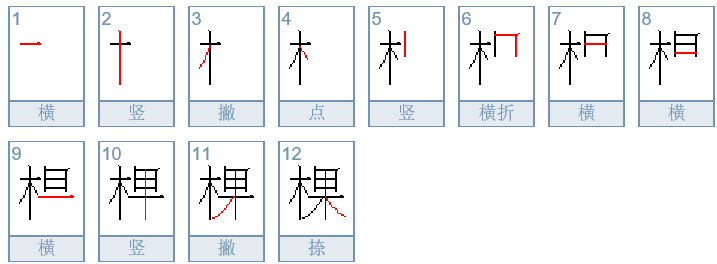 1 2 3 4 5 6 7 8
横 竖 撇 点 竖 横折 横 横
9 10 11 12
棵
横 竖 撇 捺